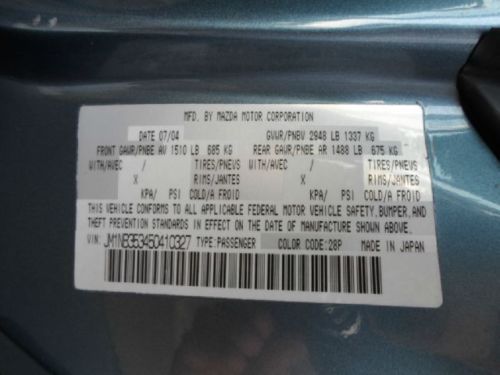 MFD. BY MAZDA MOTOR CORPORATION
DATE 07/04 GVWR/PNBV 2948 LB 1337 KG
FRONT GAWR/PNBE AV 1510 LB 685 KG REAR GAWR/PNBE AR 1488 LB 675 KG
WITH/AVEC / TIRES/PNEVS WITH/AVEC / TIRES/PNEVS
X RIMS/JANTES X RIMS/JANTES
KPA/ PSI COLD/A FROID KPA/ PSI COLD/A FROID
THIS VEHICLE CONFORMS TO ALL APPLICABLE FEDERAL MOTOR VEHICLE SAFETY, BUMPER, AND
THEFT PREVENTION STANDARDS IN EFFECT ON THE DATE OF MANUFACTURE SHOWN ABOVE.
VIN: JM1NB353450410327 TYPE:PASSENGER COLOR CODE:28P MADE IN JAPAN